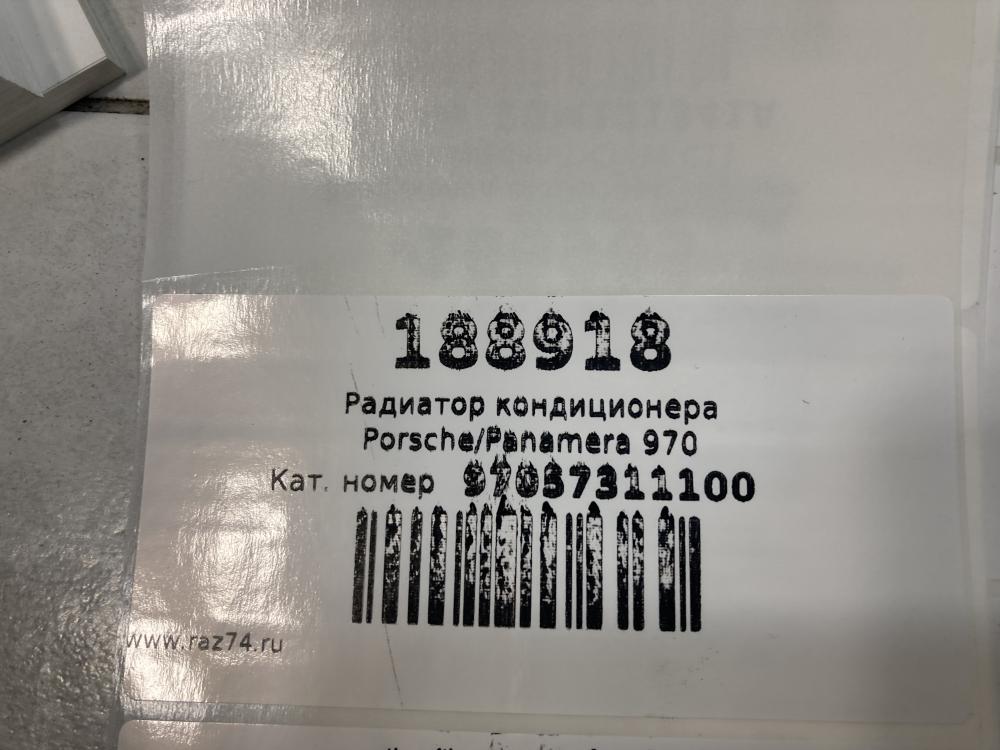 188918
Радиатор кондиционера
Porsche/Panamera 970
Кат. номер 97057311100
www.raz74.ru